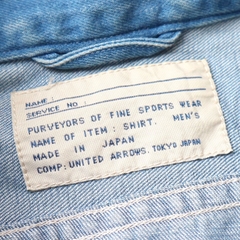 NAME:
SERVICE NO:
PURVEYORS OF FINE SPORTS WEAR
NAME OF ITEM: SHIRT. MEN'S
MADE IN JAPAN
COMP: UNITED ARROWS. TOKYO JAPAN